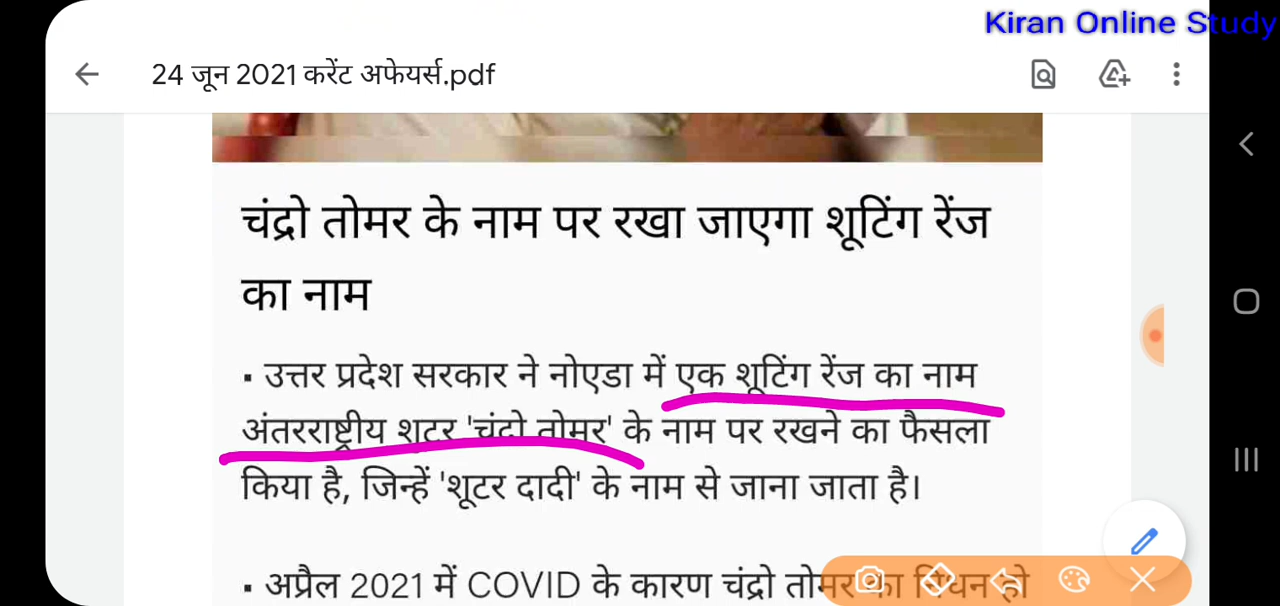 Kiran Online Study
24 जून 2021 करेंट अफेयर्स.pdf
चंद्रो तोमर के नाम पर रखा जाएगा शूटिंग रेंज
का नाम
▪ उत्तर प्रदेश सरकार ने नोएडा में एक शूटिंग रेंज का नाम
अंतरराष्ट्रीय शूटर 'चंद्रो तोमर' के नाम पर रखने का फैसला
किया है, जिन्हें 'शूटर दादी' के नाम से जाना जाता है।
▪ अप्रैल 2021 में COVID के कारण चंद्रो तोमर का निधन हो